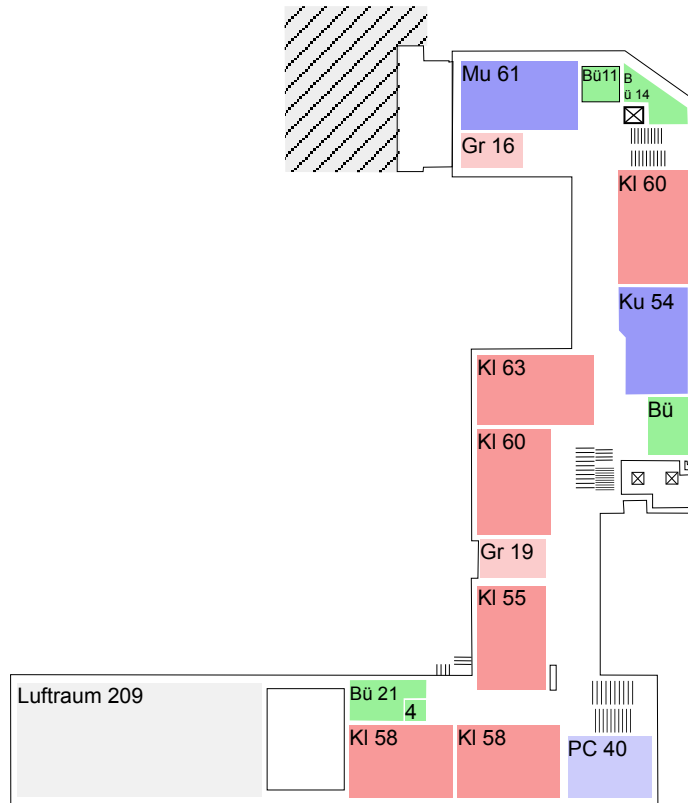 Mu 61
Bü11
B
ü 14
Gr 16
Kl 60
Ku 54
Kl 63
Bü
Kl 60
Gr 19
Kl 55
Luftraum 209
Bü 21
4
Kl 58
Kl 58
PC 40